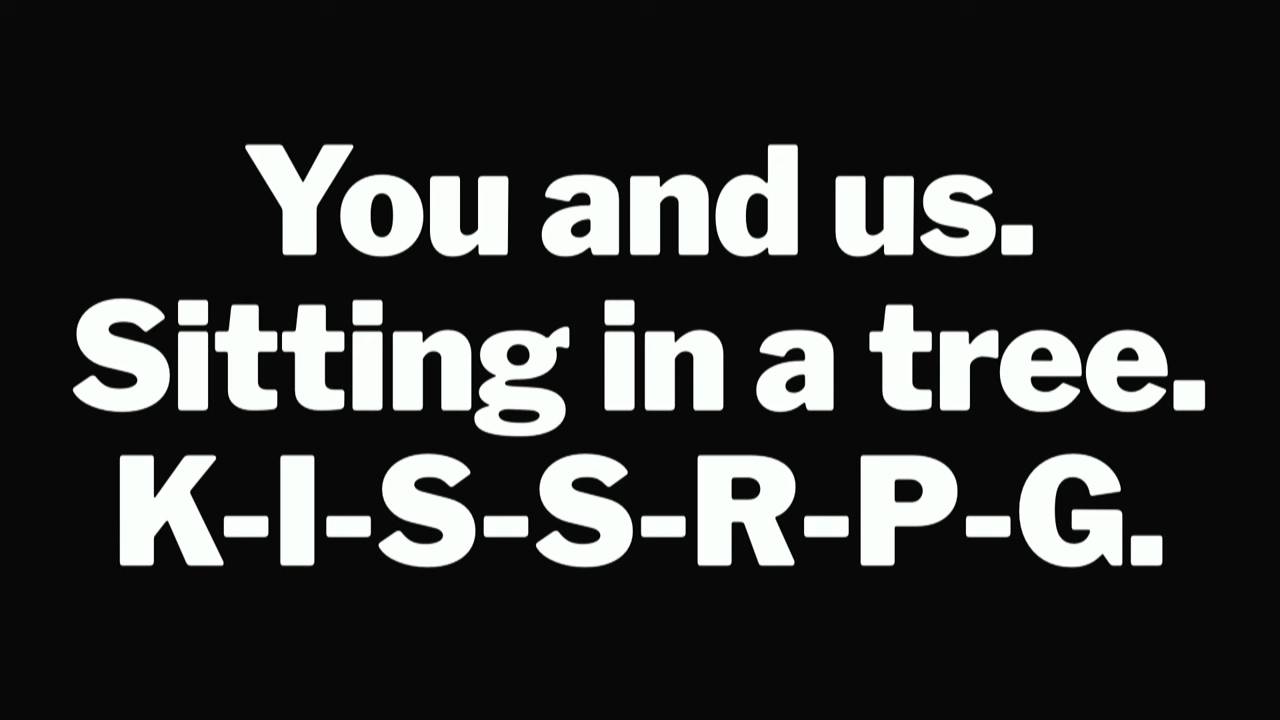 You and us.
Sitting in a tree.
K-I-S-S-R-P-G.